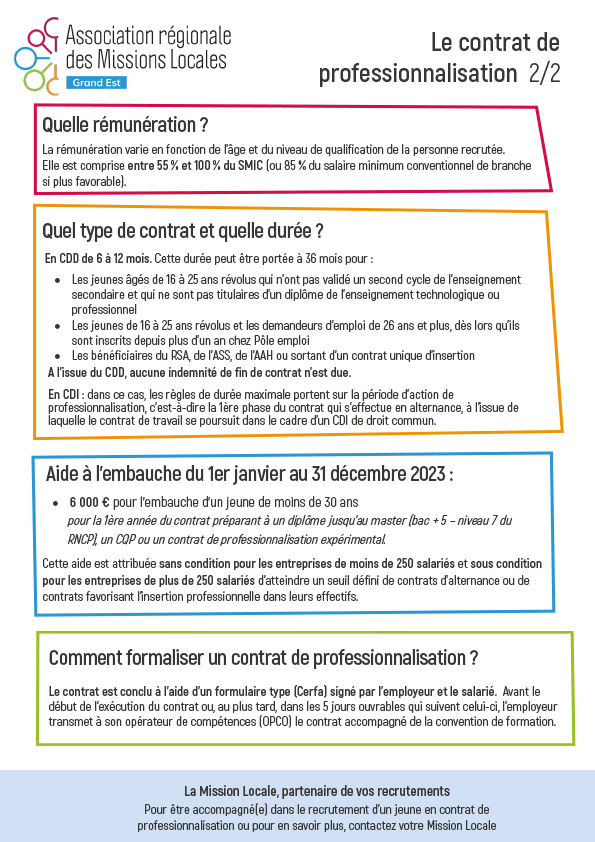 Association régionale
des Missions Locales
Grand Est
Le contrat de
professionnalisation 2/2
Quelle rémunération ?
La rémunération varie en fonction de l'âge et du niveau de qualification de la personne recrutée.
Elle est comprise entre 55 % et 100 % du SMIC (ou 85 % du salaire minimum conventionnel de branche
si plus favorable).
Quel type de contrat et quelle durée ?
En CDD de 6 à 12 mois. Cette durée peut être portée à 36 mois pour :
• Les jeunes âgés de 16 à 25 ans révolus qui n'ont pas validé un second cycle de l'enseignement
secondaire et qui ne sont pas titulaires d'un diplôme de l'enseignement technologique ou
professionnel
• Les jeunes de 16 à 25 ans révolus et les demandeurs d'emploi de 26 ans et plus, dès lors qu'ils
sont inscrits depuis plus d'un an chez Pôle emploi
• Les bénéficiaires du RSA, de l'ASS, de l'AAH ou sortant d'un contrat unique d'insertion
A l'issue du CDD, aucune indemnité de fin de contrat n'est due.
En CDI : dans ce cas, les règles de durée maximale portent sur la période d'action de
professionnalisation, c'est-à-dire la 1ère phase du contrat qui s'effectue en alternance, à l'issue de
laquelle le contrat de travail se poursuit dans le cadre d'un CDI de droit commun.
Aide à l'embauche du 1er janvier au 31 décembre 2023 :
• 6 000 € pour l'embauche d'un jeune de moins de 30 ans
pour la 1ère année du contrat préparant à un diplôme jusqu'au master (bac + 5 – niveau 7 du
RNCP), un CQP ou un contrat de professionnalisation expérimental.
Cette aide est attribuée sans condition pour les entreprises de moins de 250 salariés et sous condition
pour les entreprises de plus de 250 salariés d'atteindre un seuil défini de contrats d'alternance ou de
contrats favorisant l'insertion professionnelle dans leurs effectifs.
Comment formaliser un contrat de professionnalisation ?
Le contrat est conclu à l'aide d'un formulaire type (Cerfa) signé par l'employeur et le salarié. Avant le
début de l'exécution du contrat ou, au plus tard, dans les 5 jours ouvrables qui suivent celui-ci, l'employeur
transmet à son opérateur de compétences (OPCO) le contrat accompagné de la convention de formation.
La Mission Locale, partenaire de vos recrutements
Pour être accompagné(e) dans le recrutement d'un jeune en contrat de
professionnalisation ou pour en savoir plus, contactez votre Mission Locale